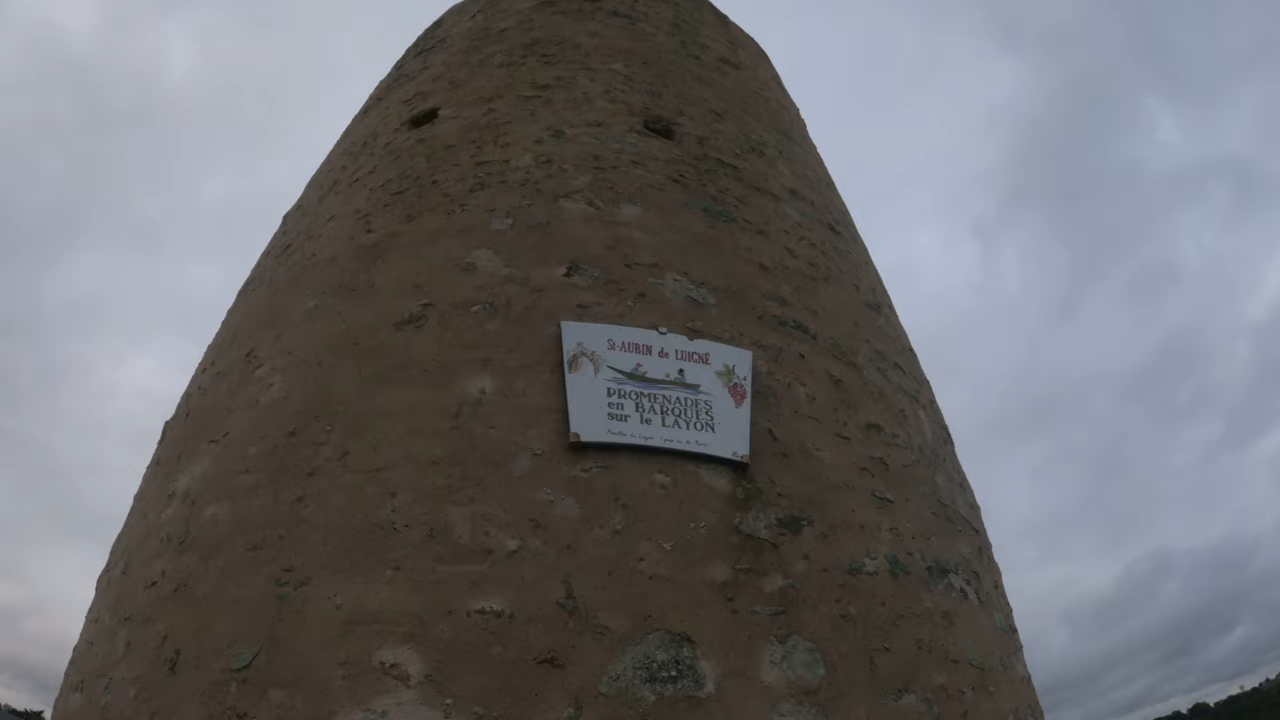 St-AUBIN de LUIGNÉ
PROMENADES
en BARQUES
sur le LAYON